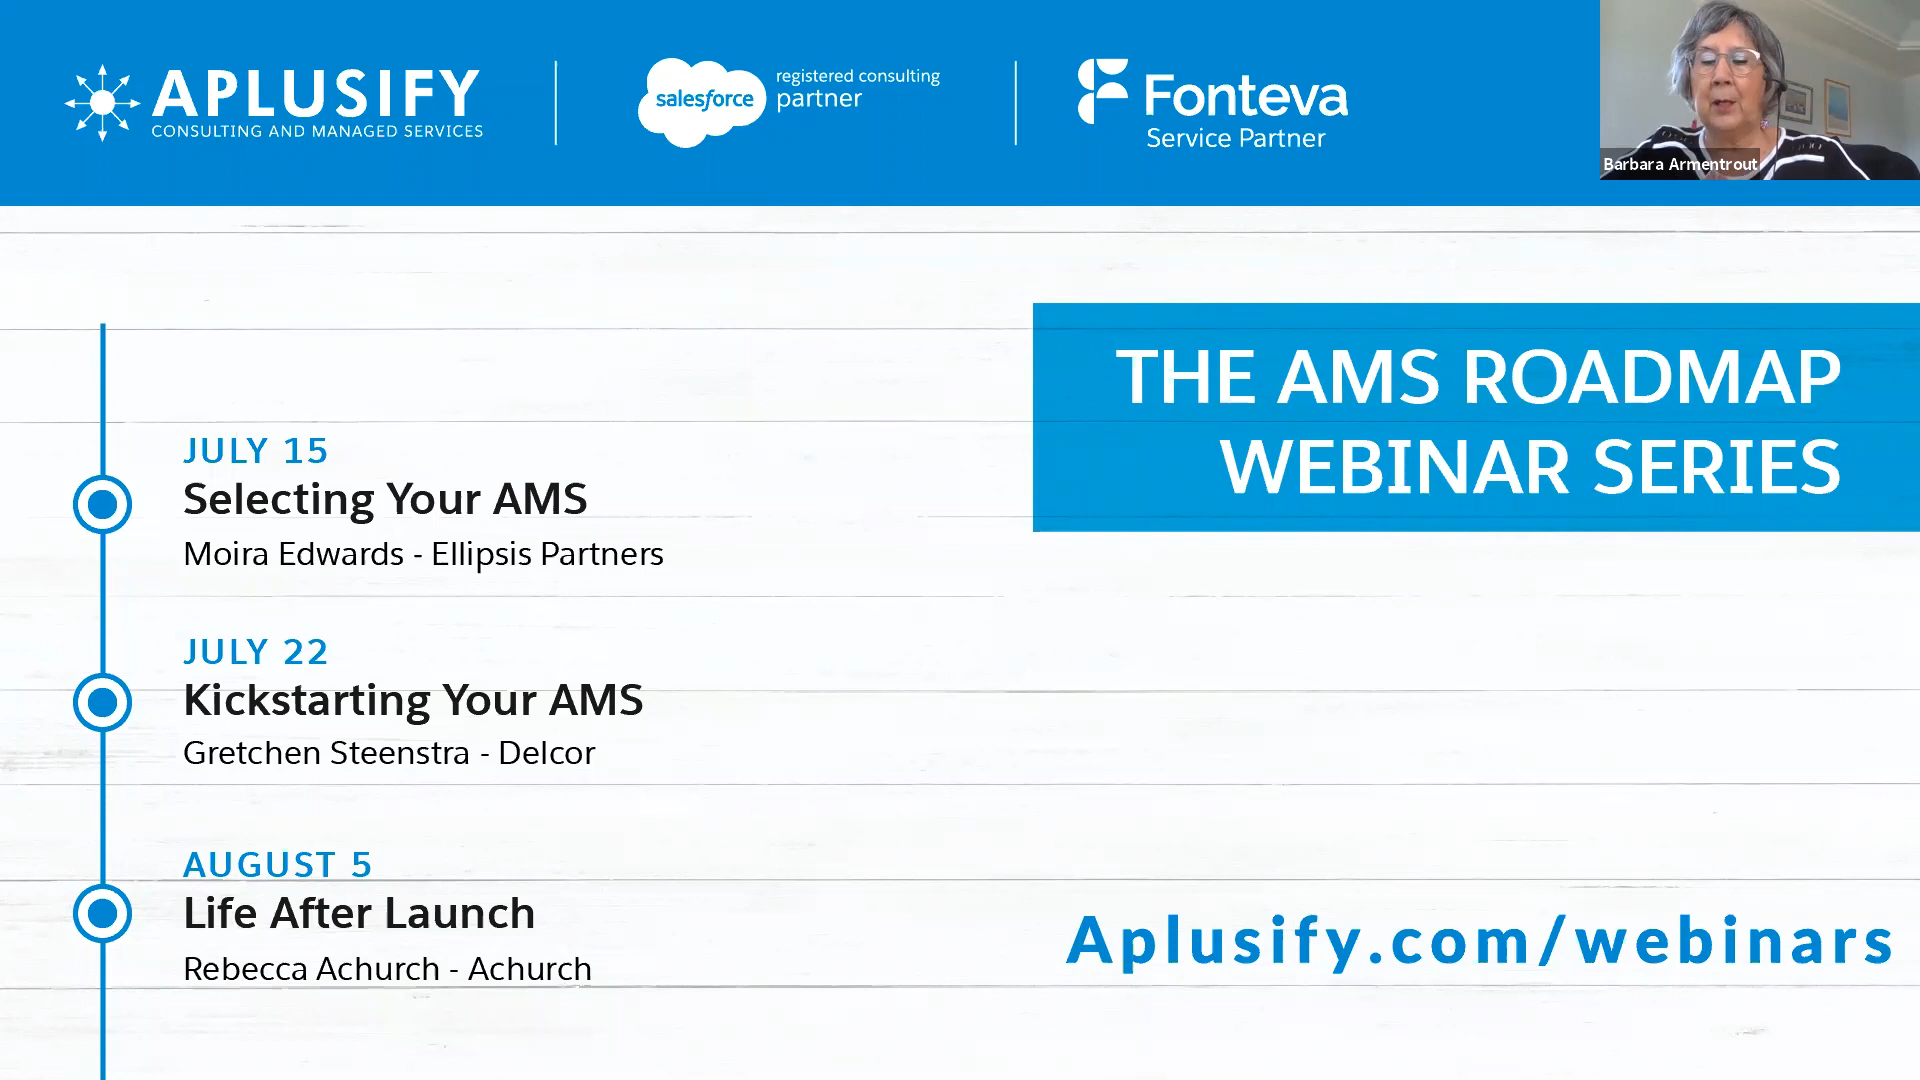 APLUSIFY
CONSULTING AND MANAGED SERVICES
salesforce
registered consulting
partner
Fonteva
Service Partner
Barbara Armentrout
THE AMS ROADMAP
WEBINAR SERIES
JULY 15
Selecting Your AMS
Moira Edwards - Ellipsis Partners
JULY 22
Kickstarting Your AMS
Gretchen Steenstra - Delcor
AUGUST 5
Life After Launch
Rebecca Achurch - Achurch
Aplusify.com/webinars